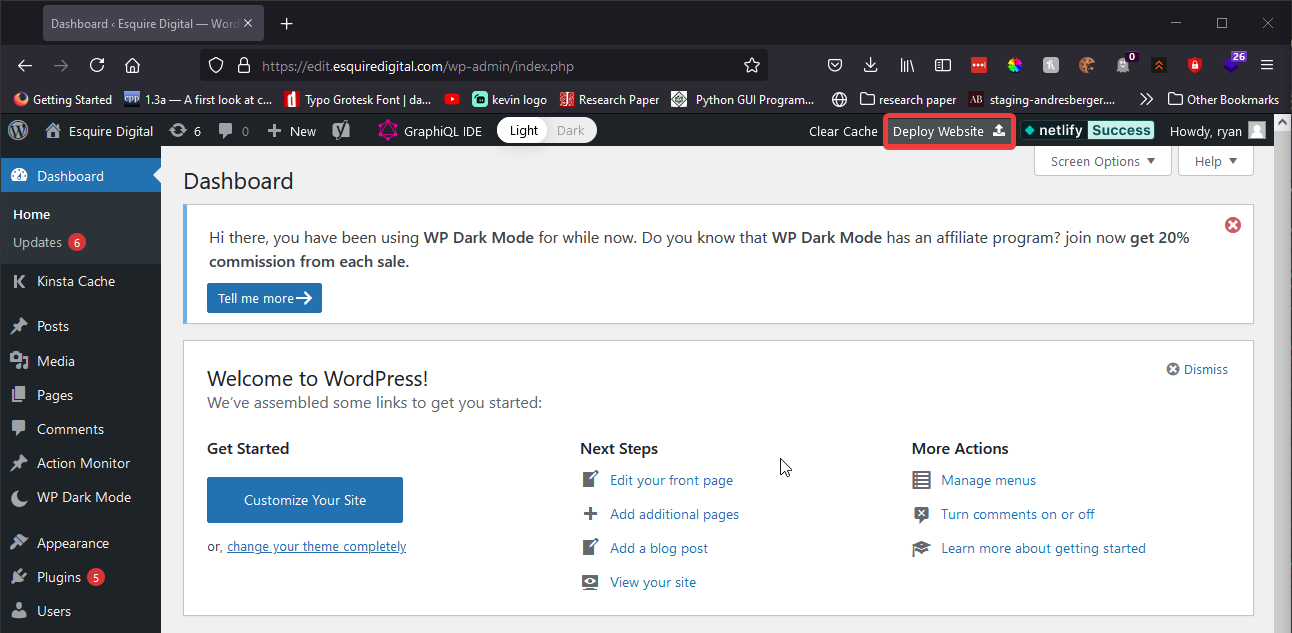 Dashboard ‹ Esquire Digital — Word
https://edit.esquiredigital.com/wp-admin/index.php
0
26
Getting Started
cpp 1.3a — A first look at c...
Typo Grotesk Font | da...
kevin logo
Research Paper
Python GUI Program...
research paper
AB staging-andresberger....
Other Bookmarks
Esquire Digital
6
0
New
GraphiQL IDE
Light Dark
Clear Cache
Deploy Website
netlify Success
Howdy, ryan
Dashboard
Home
Updates 6
Kinsta Cache
Posts
Media
Pages
Comments
Action Monitor
WP Dark Mode
Appearance
Plugins 5
Users
Screen Options
Help
Dashboard
Hi there, you have been using WP Dark Mode for while now. Do you know that WP Dark Mode has an affiliate program? join now get 20%
commission from each sale.
Tell me more
Dismiss
Welcome to WordPress!
We've assembled some links to get you started:
Get Started
Customize Your Site
or, change your theme completely
Next Steps
Edit your front page
Add additional pages
Add a blog post
View your site
More Actions
Manage menus
Turn comments on or off
Learn more about getting started